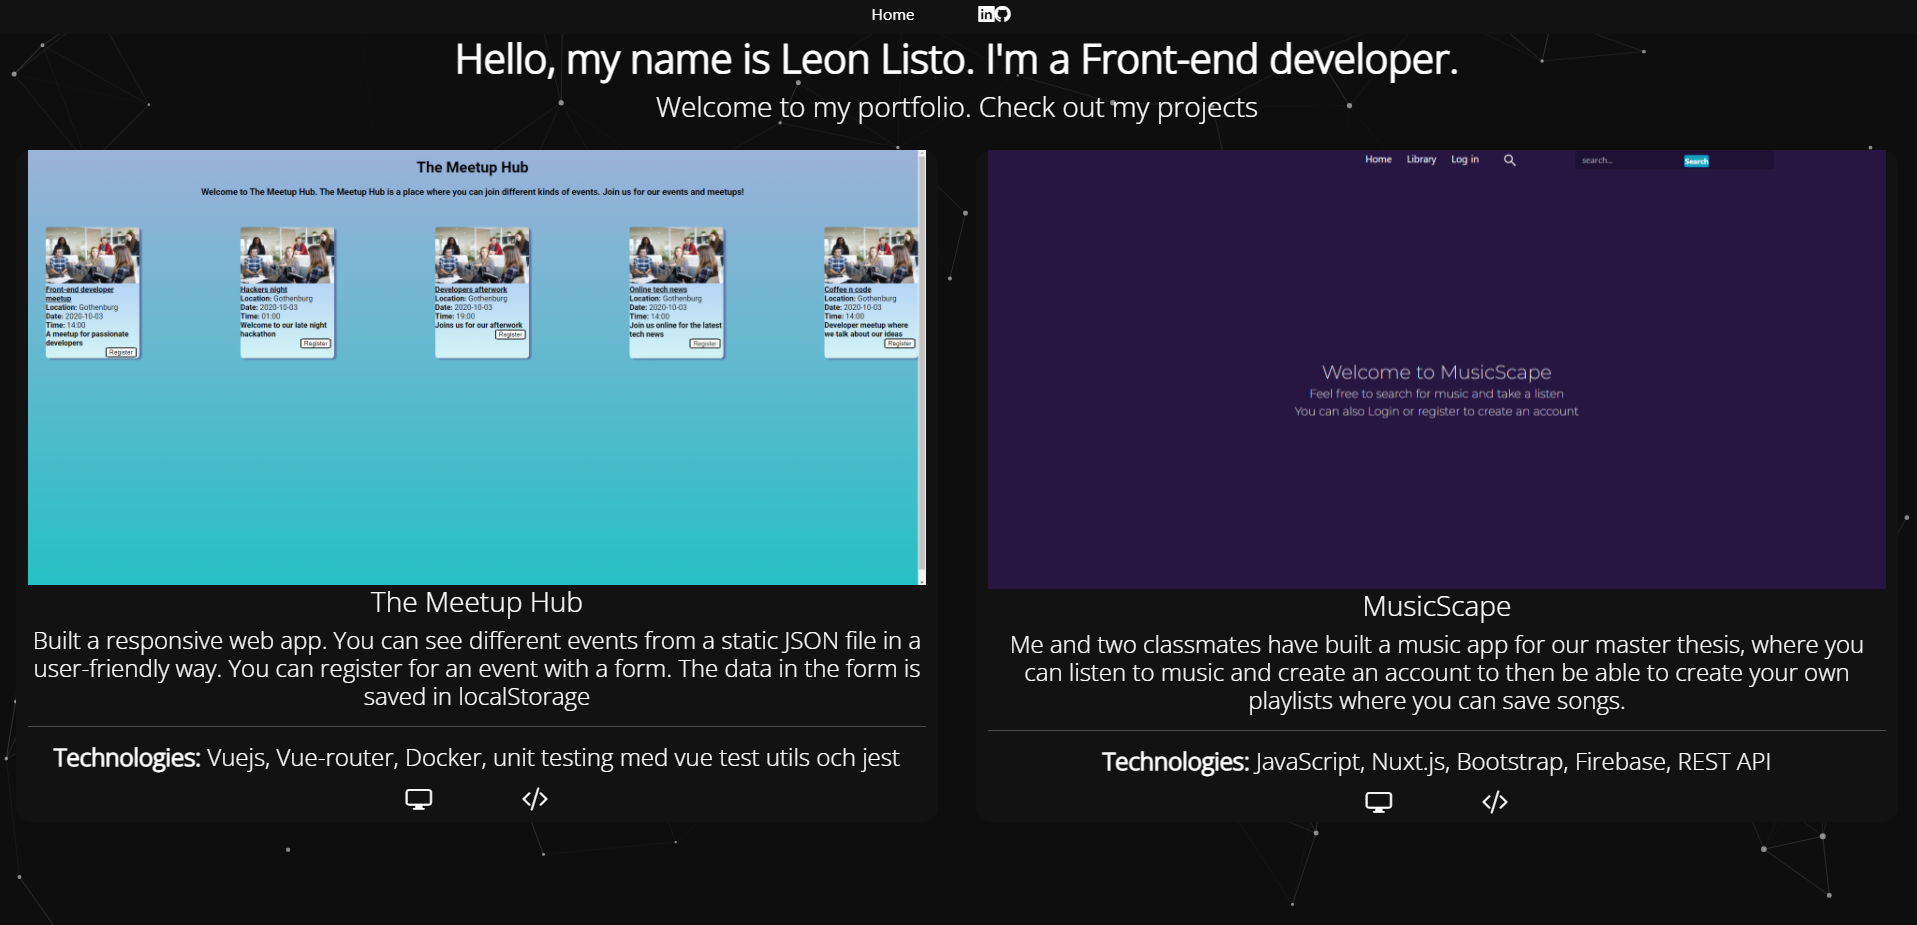 Home
Hello, my name is Leon Listo. I'm a Front-end developer.
Welcome to my portfolio. Check out my projects
The Meetup Hub
Welcome to The Meetup Hub. The Meetup Hub is a place where you can join different kinds of events. Join us for our events and meetups!
Front-end developer
meetup
Location: Gothenburg
Date: 2020-10-03
Time: 14:00
A meetup for passionate
developers
Register
Hackers night
Location: Gothenburg
Date: 2020-10-03
Time: 01:00
Welcome to our late night
hackathon
Register
Developers afterwork
Location: Gothenburg
Date: 2020-10-03
Time: 19:00
Joins us for our afterwork
Register
Online tech news
Location: Gothenburg
Date: 2020-10-03
Time: 14:00
Join us online for the latest
tech news
Register
Coffee n code
Location: Gothenburg
Date: 2020-10-03
Time: 14:00
Developer meetup where
we talk about our ideas
Register
The Meetup Hub
Built a responsive web app. You can see different events from a static JSON file in a
user-friendly way. You can register for an event with a form. The data in the form is
saved in localStorage
Technologies: Vuejs, Vue-router, Docker, unit testing med vue test utils och jest
Home Library Log in search... Search
Welcome to MusicScape
Feel free to search for music and take a listen
You can also Login or register to create an account
MusicScape
Me and two classmates have built a music app for our master thesis, where you
can listen to music and create an account to then be able to create your own
playlists where you can save songs.
Technologies: JavaScript, Nuxt.js, Bootstrap, Firebase, REST API